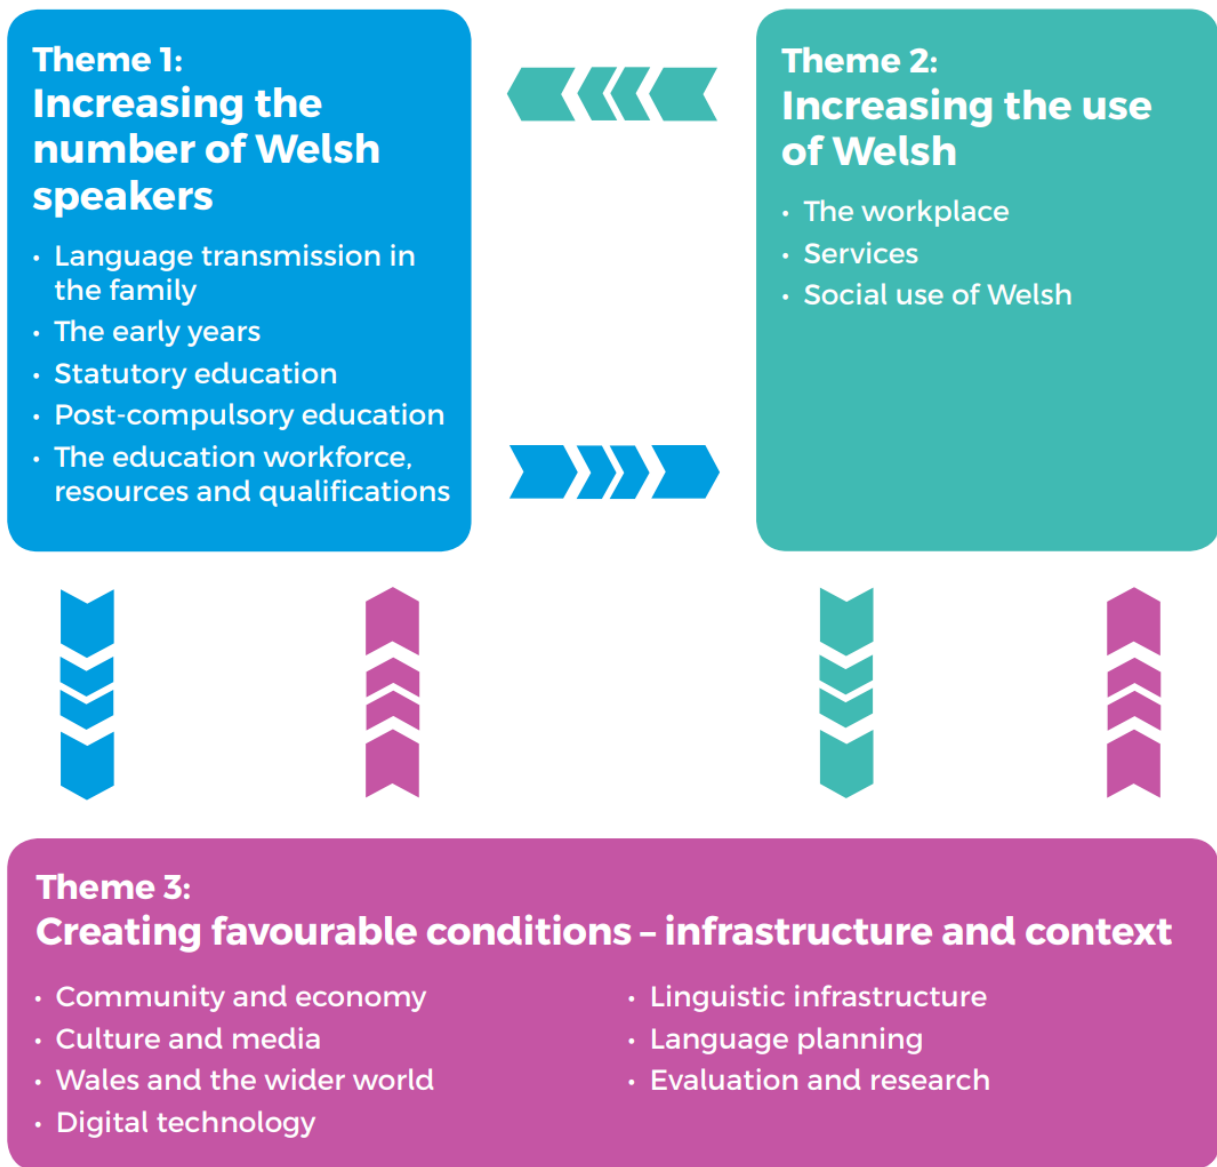 Theme 1:
Increasing the
number of Welsh
speakers
• Language transmission in
the family
• The early years
• Statutory education
• Post-compulsory education
• The education workforce,
resources and qualifications
Theme 2:
Increasing the use
of Welsh
• The workplace
• Services
• Social use of Welsh
Theme 3:
Creating favourable conditions – infrastructure and context
• Community and economy
• Culture and media
• Wales and the wider world
• Digital technology
• Linguistic infrastructure
• Language planning
• Evaluation and research